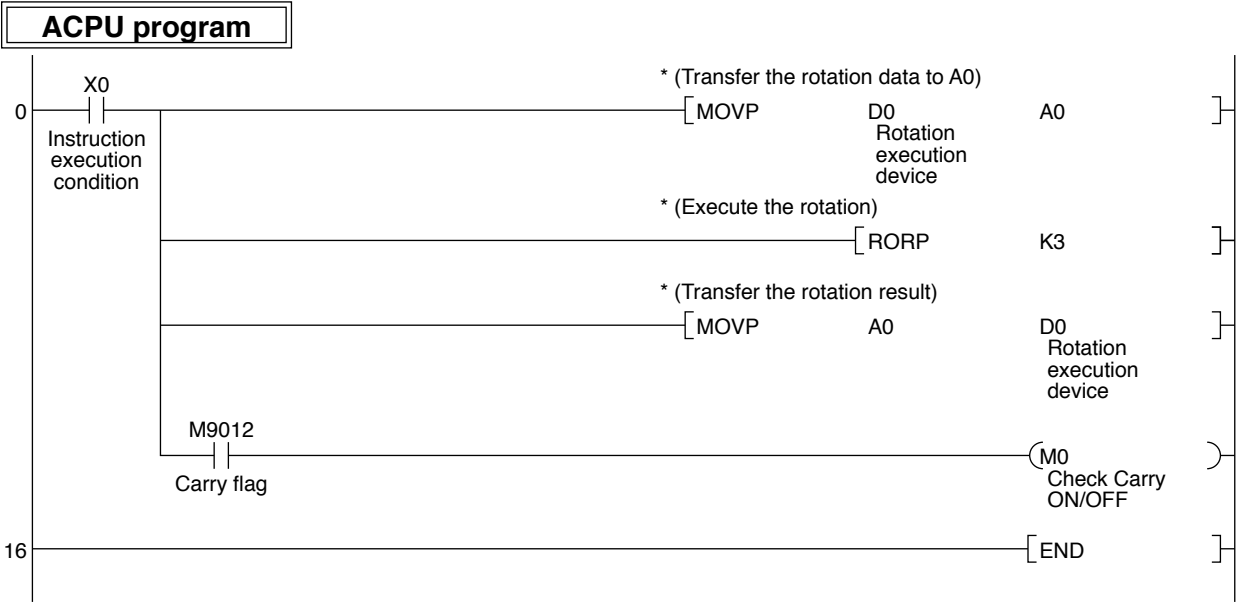 ACPU program
X0
* (Transfer the rotation data to A0)
0
MOVP D0 A0
Instruction
execution
condition
Rotation
execution
device
* (Execute the rotation)
RORP K3
* (Transfer the rotation result)
MOVP A0 D0
Rotation
execution
device
M9012
M0
Carry flag
Check Carry
ON/OFF
16
END